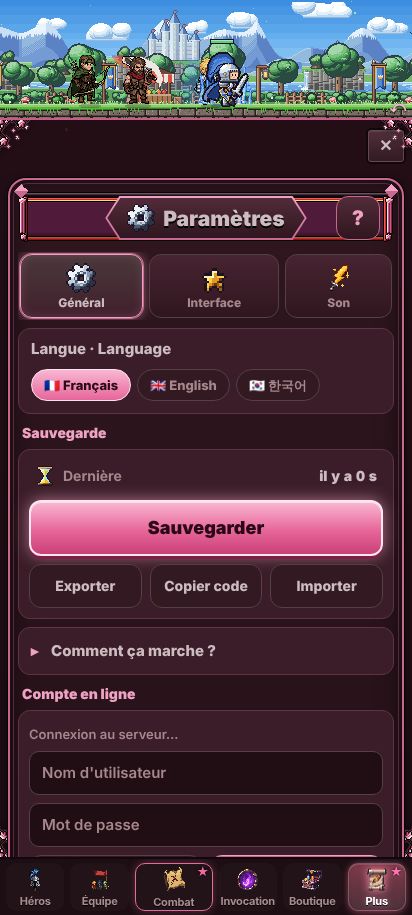 ✕
Paramètres
?
Général
Interface
Son
Langue · Language
Français
English
한국어
Sauvegarde
Dernière
il y a 0 s
Sauvegarder
Exporter
Copier code
Importer
► Comment ça marche ?
Compte en ligne
Connexion au serveur...
Nom d'utilisateur
Mot de passe
Héros
Équipe
Combat
Invocation
Boutique
Plus